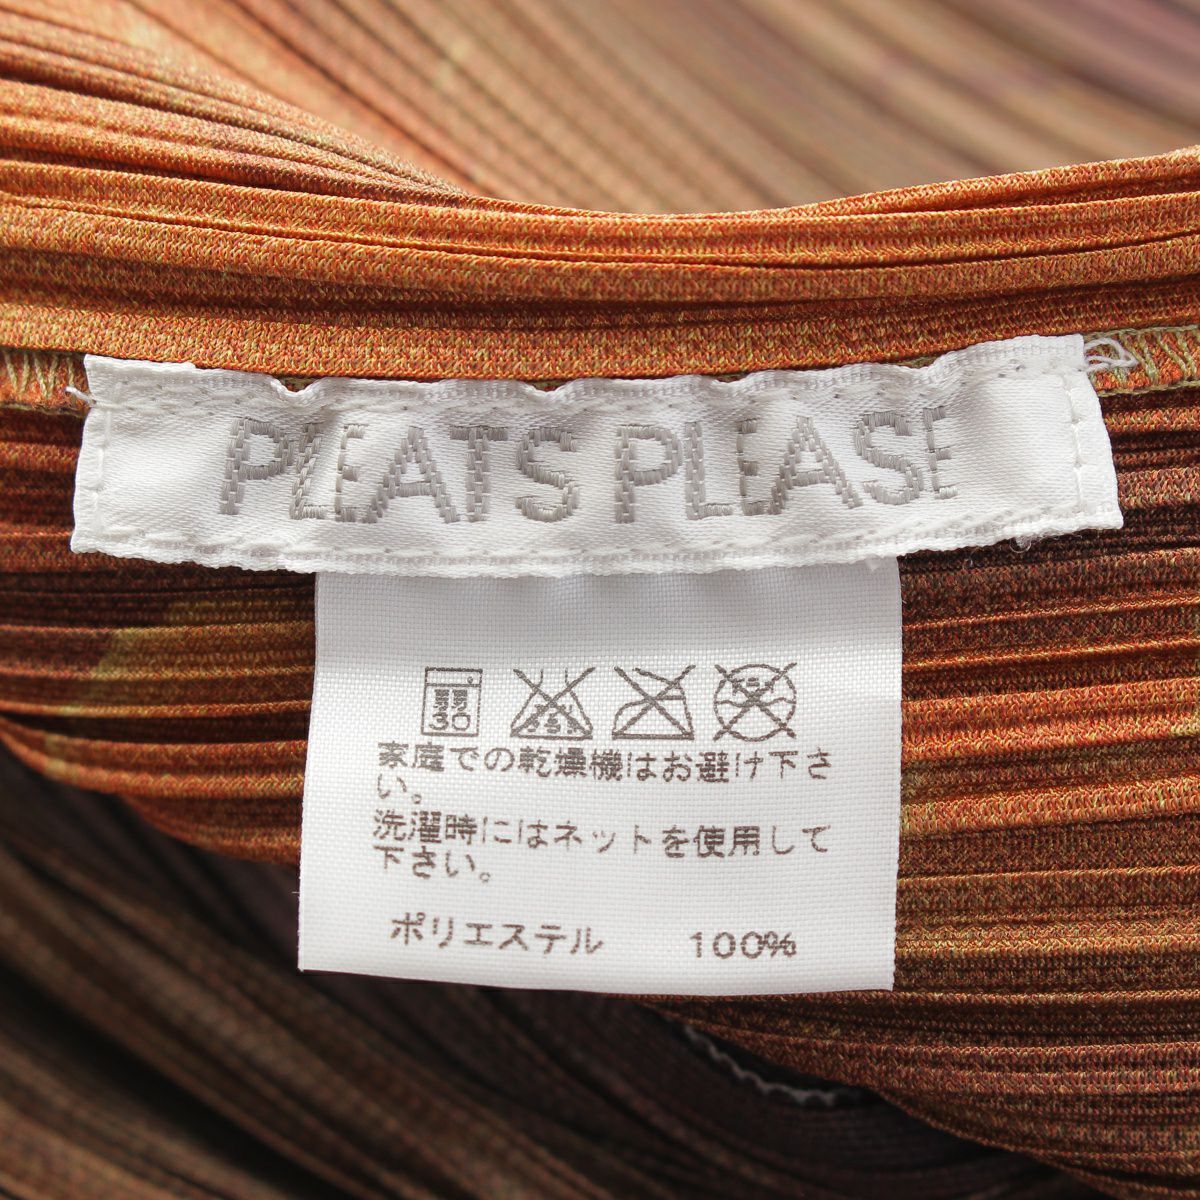 PLEATS PLEASE
弱
30
家庭での乾燥機はお避け下さ
い。
洗濯時にはネットを使用して
下さい。
ポリエステル 100%